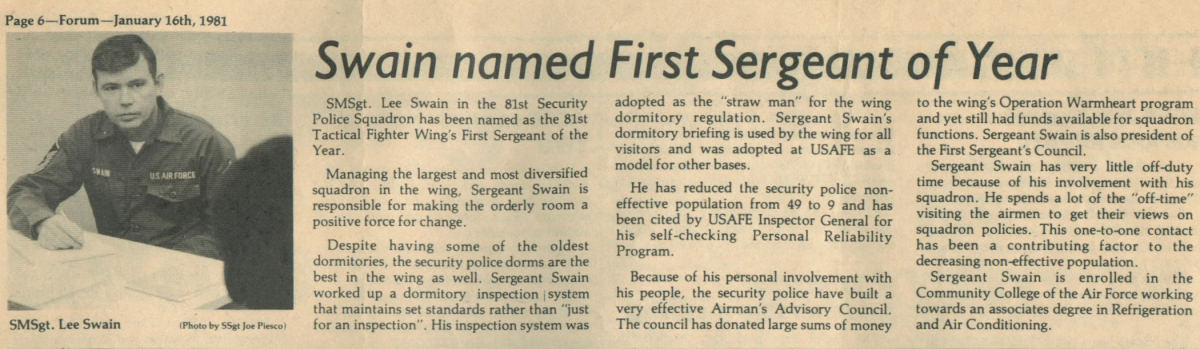 Page 6—Forum—January 16th, 1981
SWAIN
U.S. AIR FORCE
SMSgt. Lee Swain
(Photo by SSgt Joe Piesco)
Swain named First Sergeant of Year
SMSgt. Lee Swain in the 81st Security
Police Squadron has been named as the 81st
Tactical Fighter Wing's First Sergeant of the
Year.
Managing the largest and most diversified
squadron in the wing, Sergeant Swain is
responsible for making the orderly room a
positive force for change.
Despite having some of the oldest
dormitories, the security police dorms are the
best in the wing as well. Sergeant Swain
worked up a dormitory inspection system
that maintains set standards rather than "just
for an inspection". His inspection system was
adopted as the "straw man" for the wing
dormitory regulation. Sergeant Swain's
dormitory briefing is used by the wing for all
visitors and was adopted at USAFE as a
model for other bases.
He has reduced the security police non-
effective population from 49 to 9 and has
been cited by USAFE Inspector General for
his self-checking Personal Reliability
Program.
Because of his personal involvement with
his people, the security police have built a
very effective Airman's Advisory Council.
The council has donated large sums of money
to the wing's Operation Warmheart program
and yet still had funds available for squadron
functions. Sergeant Swain is also president of
the First Sergeant's Council.
Sergeant Swain has very little off-duty
time because of his involvement with his
squadron. He spends a lot of the "off-time"
visiting the airmen to get their views on
squadron policies. This one-to-one contact
has been a contributing factor to the
decreasing non-effective population.
Sergeant Swain is enrolled in the
Community College of the Air Force working
towards an associates degree in Refrigeration
and Air Conditioning.